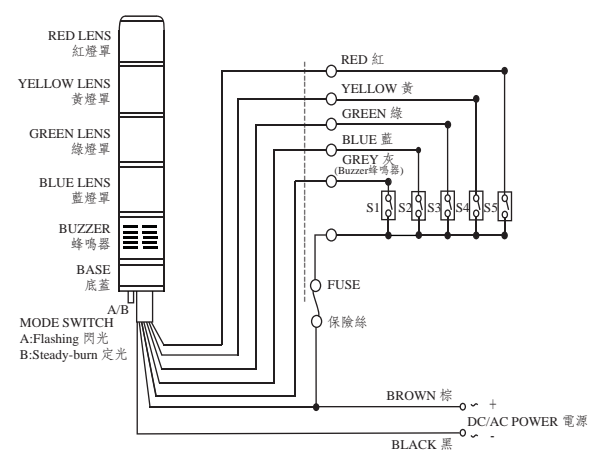 RED LENS
紅燈罩
YELLOW LENS
黃燈罩
GREEN LENS
綠燈罩
BLUE LENS
藍燈罩
BUZZER
蜂鳴器
BASE
底蓋
A/B
MODE SWITCH
A:Flashing 閃光
B:Steady-burn 定光
RED 紅
YELLOW 黃
GREEN 綠
BLUE 藍
GREY 灰
(Buzzer蜂鳴器)
S1 S2 S3 S4 S5
FUSE
保險絲
BROWN 棕
~ +
DC/AC POWER 電源
~ -
BLACK 黑